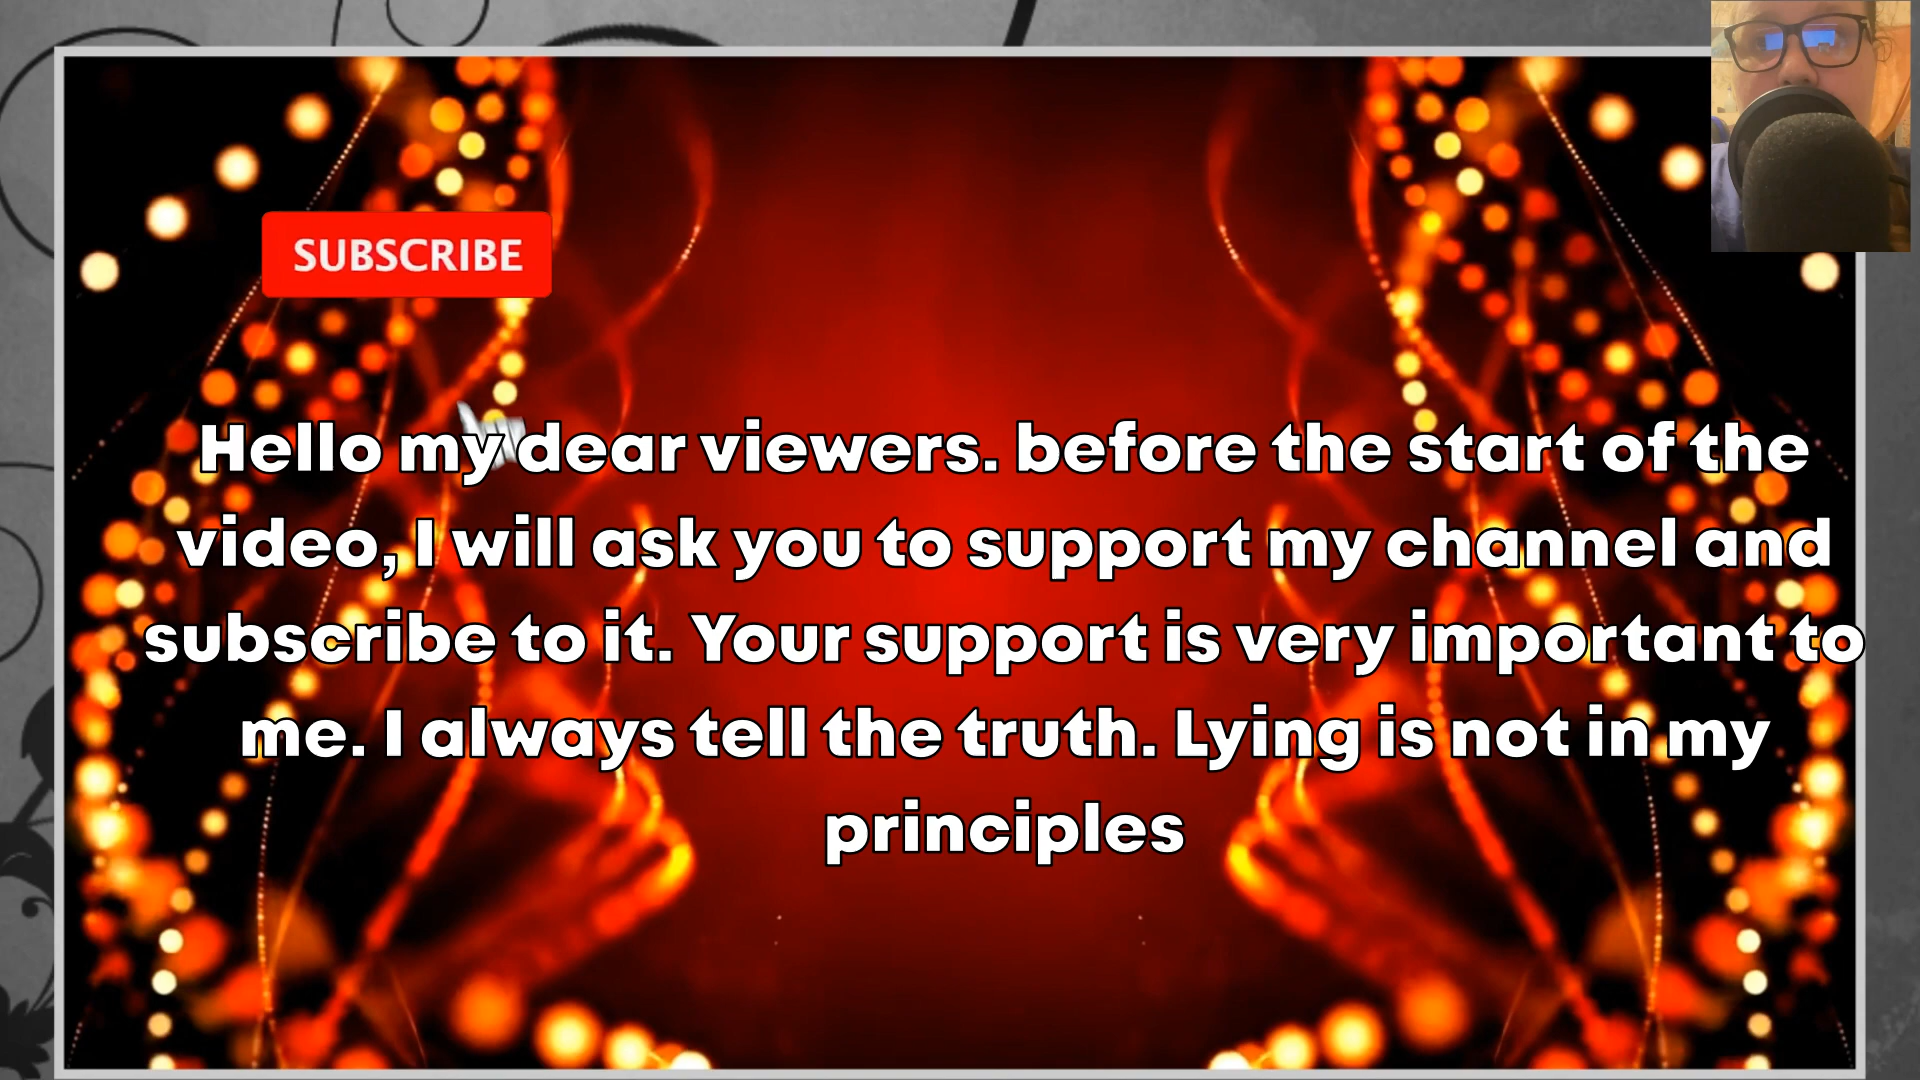 SUBSCRIBE
Hello my dear viewers. before the start of the
video, I will ask you to support my channel and
subscribe to it. Your support is very important to
me. I always tell the truth. Lying is not in my
principles